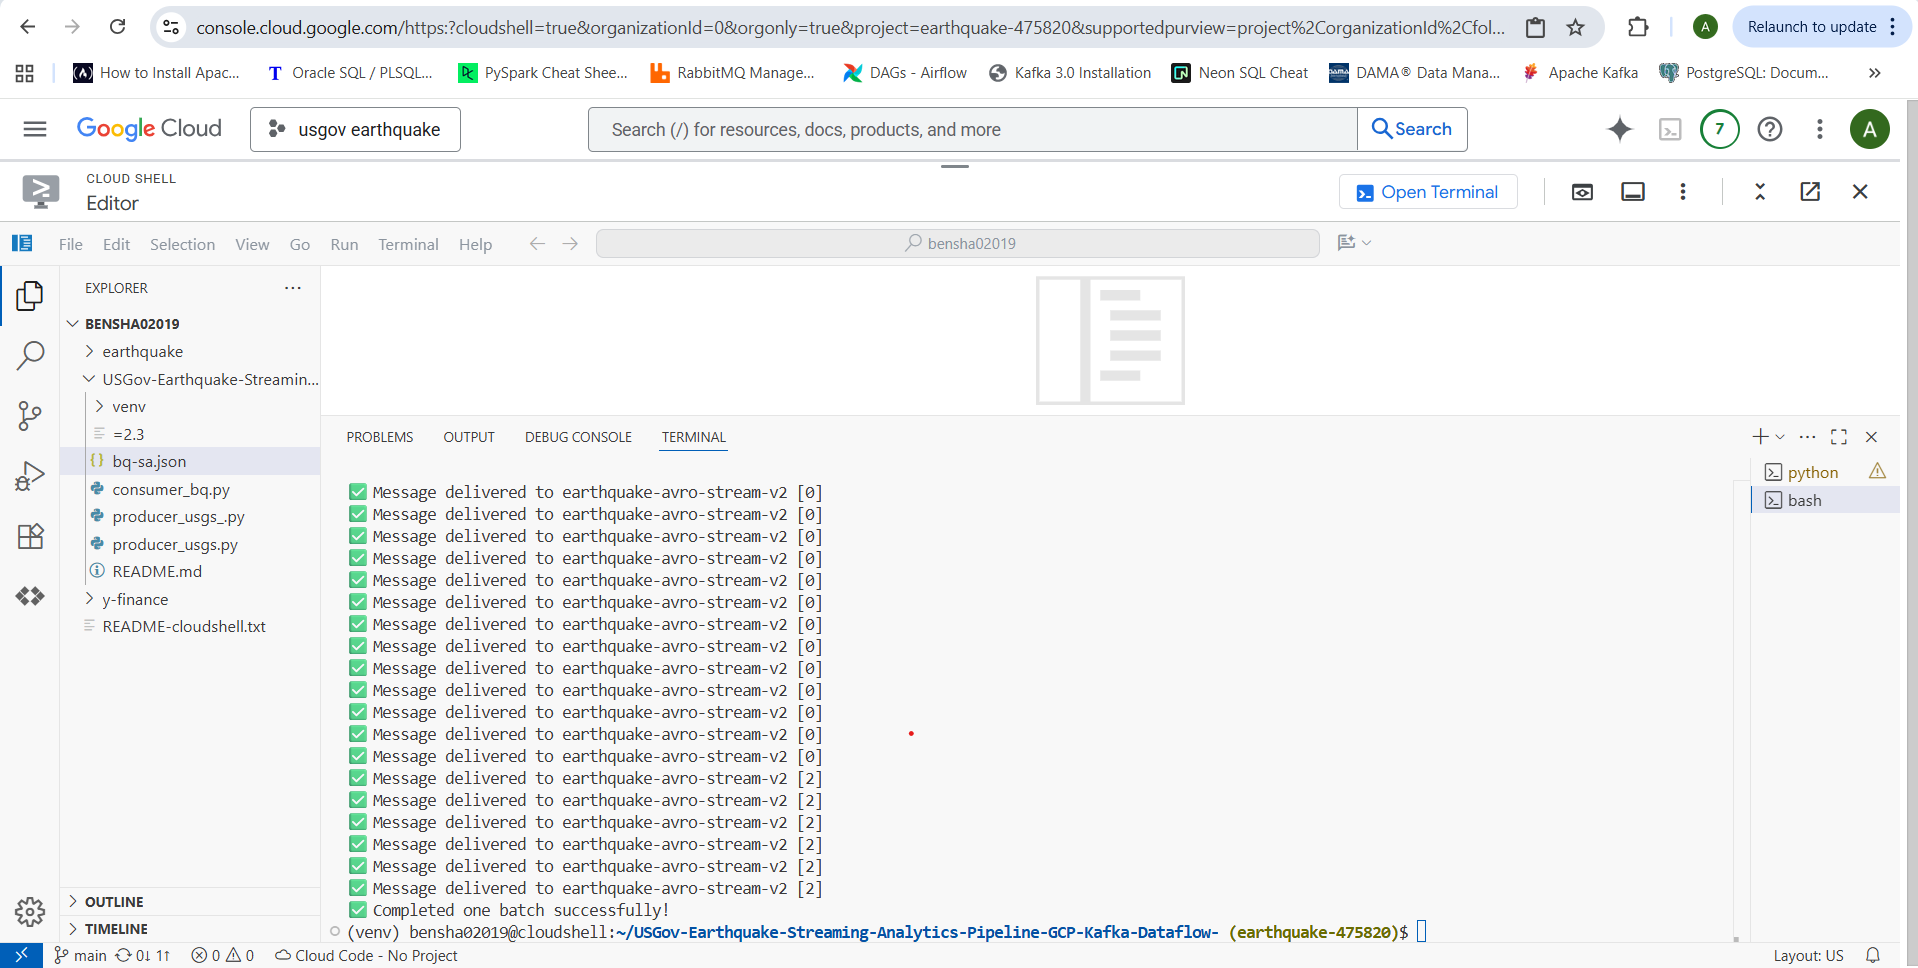 console.cloud.google.com/https:?cloudshell=true&organizationId=0&orgonly=true&project=earthquake-475820&supportedpurview=project%2CorganizationId%2Cfol...
A
Relaunch to update
How to Install Apac...
Oracle SQL / PLSQL...
PySpark Cheat Shee...
RabbitMQ Manage...
DAGs - Airflow
Kafka 3.0 Installation
Neon SQL Cheat
DAMA® Data Mana...
Apache Kafka
PostgreSQL: Docum...
Google Cloud
usgov earthquake
Search (/) for resources, docs, products, and more
Search
7
A
CLOUD SHELL
Editor
Open Terminal
File Edit Selection View Go Run Terminal Help
bensha02019
EXPLORER
BENSHA02019
earthquake
USGov-Earthquake-Streamin...
venv
=2.3
bq-sa.json
consumer_bq.py
producer_usgs_.py
producer_usgs.py
README.md
y-finance
README-cloudshell.txt
OUTLINE
TIMELINE
PROBLEMS OUTPUT DEBUG CONSOLE TERMINAL
python
bash
✅ Message delivered to earthquake-avro-stream-v2 [0]
✅ Message delivered to earthquake-avro-stream-v2 [0]
✅ Message delivered to earthquake-avro-stream-v2 [0]
✅ Message delivered to earthquake-avro-stream-v2 [0]
✅ Message delivered to earthquake-avro-stream-v2 [0]
✅ Message delivered to earthquake-avro-stream-v2 [0]
✅ Message delivered to earthquake-avro-stream-v2 [0]
✅ Message delivered to earthquake-avro-stream-v2 [0]
✅ Message delivered to earthquake-avro-stream-v2 [0]
✅ Message delivered to earthquake-avro-stream-v2 [0]
✅ Message delivered to earthquake-avro-stream-v2 [0]
✅ Message delivered to earthquake-avro-stream-v2 [0]
✅ Message delivered to earthquake-avro-stream-v2 [0]
✅ Message delivered to earthquake-avro-stream-v2 [2]
✅ Message delivered to earthquake-avro-stream-v2 [2]
✅ Message delivered to earthquake-avro-stream-v2 [2]
✅ Message delivered to earthquake-avro-stream-v2 [2]
✅ Message delivered to earthquake-avro-stream-v2 [2]
✅ Message delivered to earthquake-avro-stream-v2 [2]
✅ Completed one batch successfully!
(venv) bensha02019@cloudshell:~/USGov-Earthquake-Streaming-Analytics-Pipeline-GCP-Kafka-Dataflow- (earthquake-475820)$
main 0↓ 1↑ 0 0 Cloud Code - No Project
Layout: US